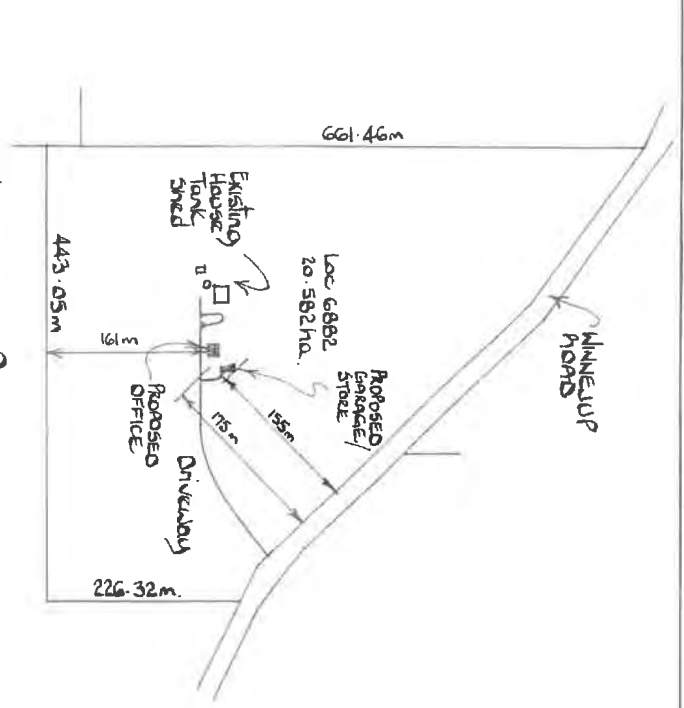 661.46m
WINNEJUP
ROAD
Existing
House
Tank
Shed
Loc 6882
20.582ha.
PROPOSED
GARAGE/
STORE
443.05m
161m
PROPOSED
OFFICE
155m
175m
Driveway
226.32m.